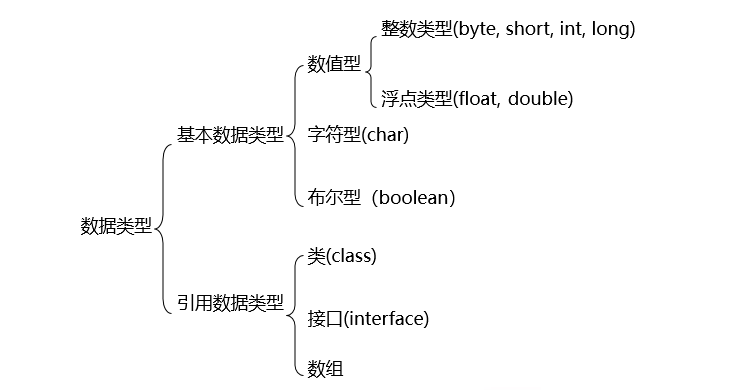 整数类型(byte, short, int, long)
数值型
浮点类型(float, double)
基本数据类型
字符型(char)
布尔型（boolean）
数据类型
类(class)
引用数据类型
接口(interface)
数组